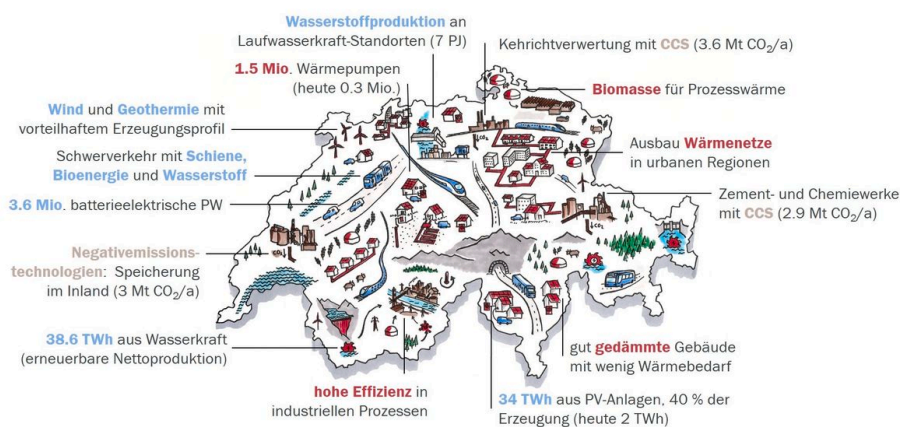 Wasserstoffproduktion an
Laufwasserkraft-Standorten (7 PJ)
Kehrichtverwertung mit CCS (3.6 Mt CO₂/a)
1.5 Mio. Wärmepumpen
(heute 0.3 Mio.)
Biomasse für Prozesswärme
Wind und Geothermie mit
vorteilhaftem Erzeugungsprofil
Ausbau Wärmenetze
in urbanen Regionen
Schwerverkehr mit Schiene,
Bioenergie und Wasserstoff
3.6 Mio. batterieelektrische PW
Zement- und Chemiewerke
mit CCS (2.9 Mt CO₂/a)
Negativemissions-
technologien: Speicherung
im Inland (3 Mt CO₂/a)
38.6 TWh aus Wasserkraft
(erneuerbare Nettoproduktion)
gut gedämmte Gebäude
mit wenig Wärmebedarf
hohe Effizienz in
industriellen Prozessen
34 TWh aus PV-Anlagen, 40 % der
Erzeugung (heute 2 TWh)
CO₂
CO₂
CO₂